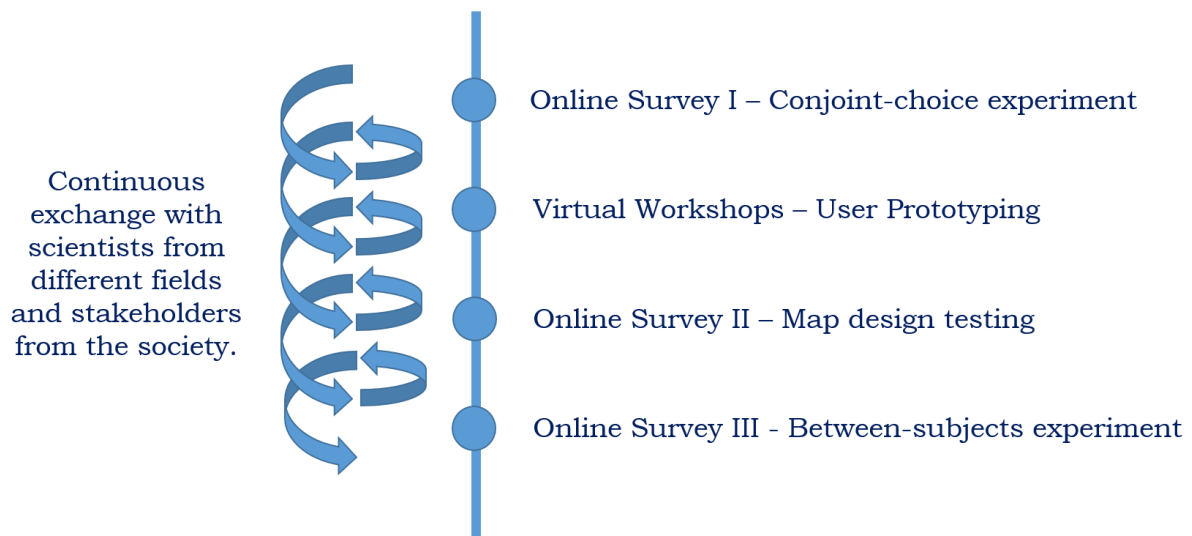 Continuous
exchange with
scientists from
different fields
and stakeholders
from the society.
Online Survey I – Conjoint-choice experiment
Virtual Workshops – User Prototyping
Online Survey II – Map design testing
Online Survey III - Between-subjects experiment